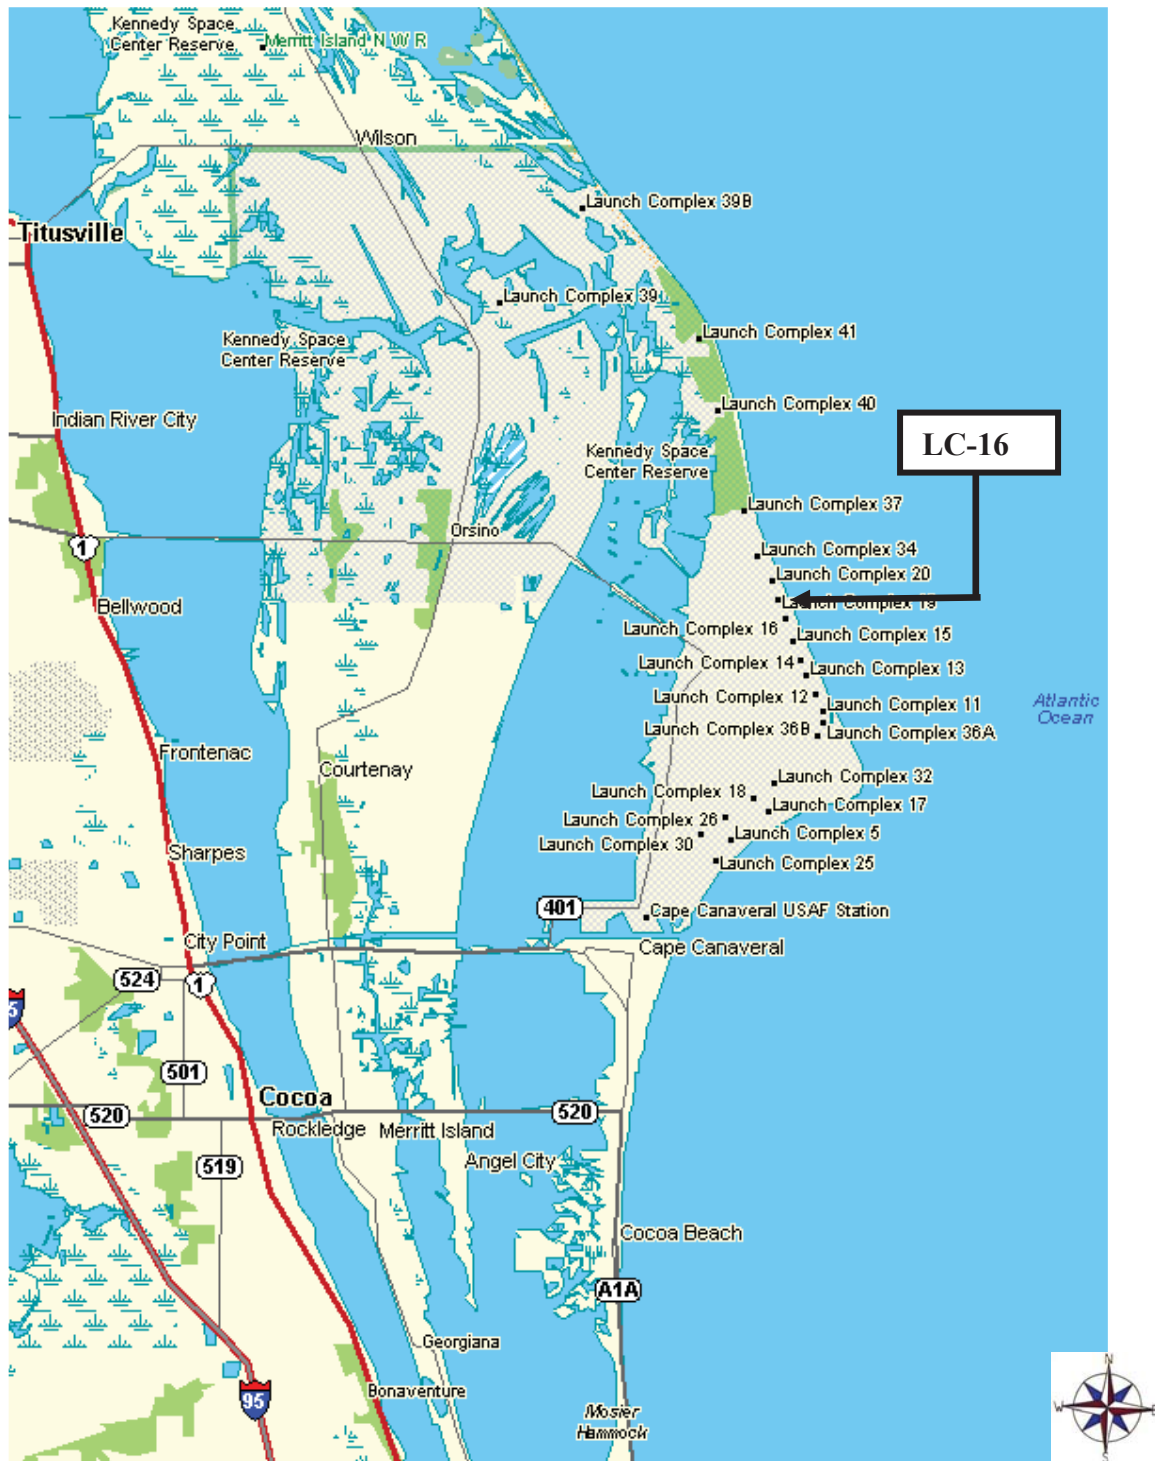 Kennedy Space
Center Reserve
Merritt Island N W R
Wilson
Launch Complex 39B
Titusville
Launch Complex 39
Kennedy Space
Center Reserve
Launch Complex 41
Indian River City
Launch Complex 40
LC-16
Kennedy Space
Center Reserve
Launch Complex 37
Orsino
1
Launch Complex 34
Launch Complex 20
Bellwood
Launch Complex 19
Launch Complex 16
Launch Complex 15
Launch Complex 14
Launch Complex 13
Launch Complex 12
Launch Complex 11
Atlantic
Ocean
Launch Complex 36B
Launch Complex 36A
Frontenac
Courtenay
Launch Complex 32
Launch Complex 18
Launch Complex 17
Launch Complex 26
Launch Complex 5
Launch Complex 30
Sharpes
Launch Complex 25
401
Cape Canaveral USAF Station
City Point
Cape Canaveral
524
1
5
501
Cocoa
520
520
Rockledge
Merritt Island
519
Angel City
Cocoa Beach
A1A
Georgiana
Bonaventure
95
Mosier
Hammock
N
W
E
S